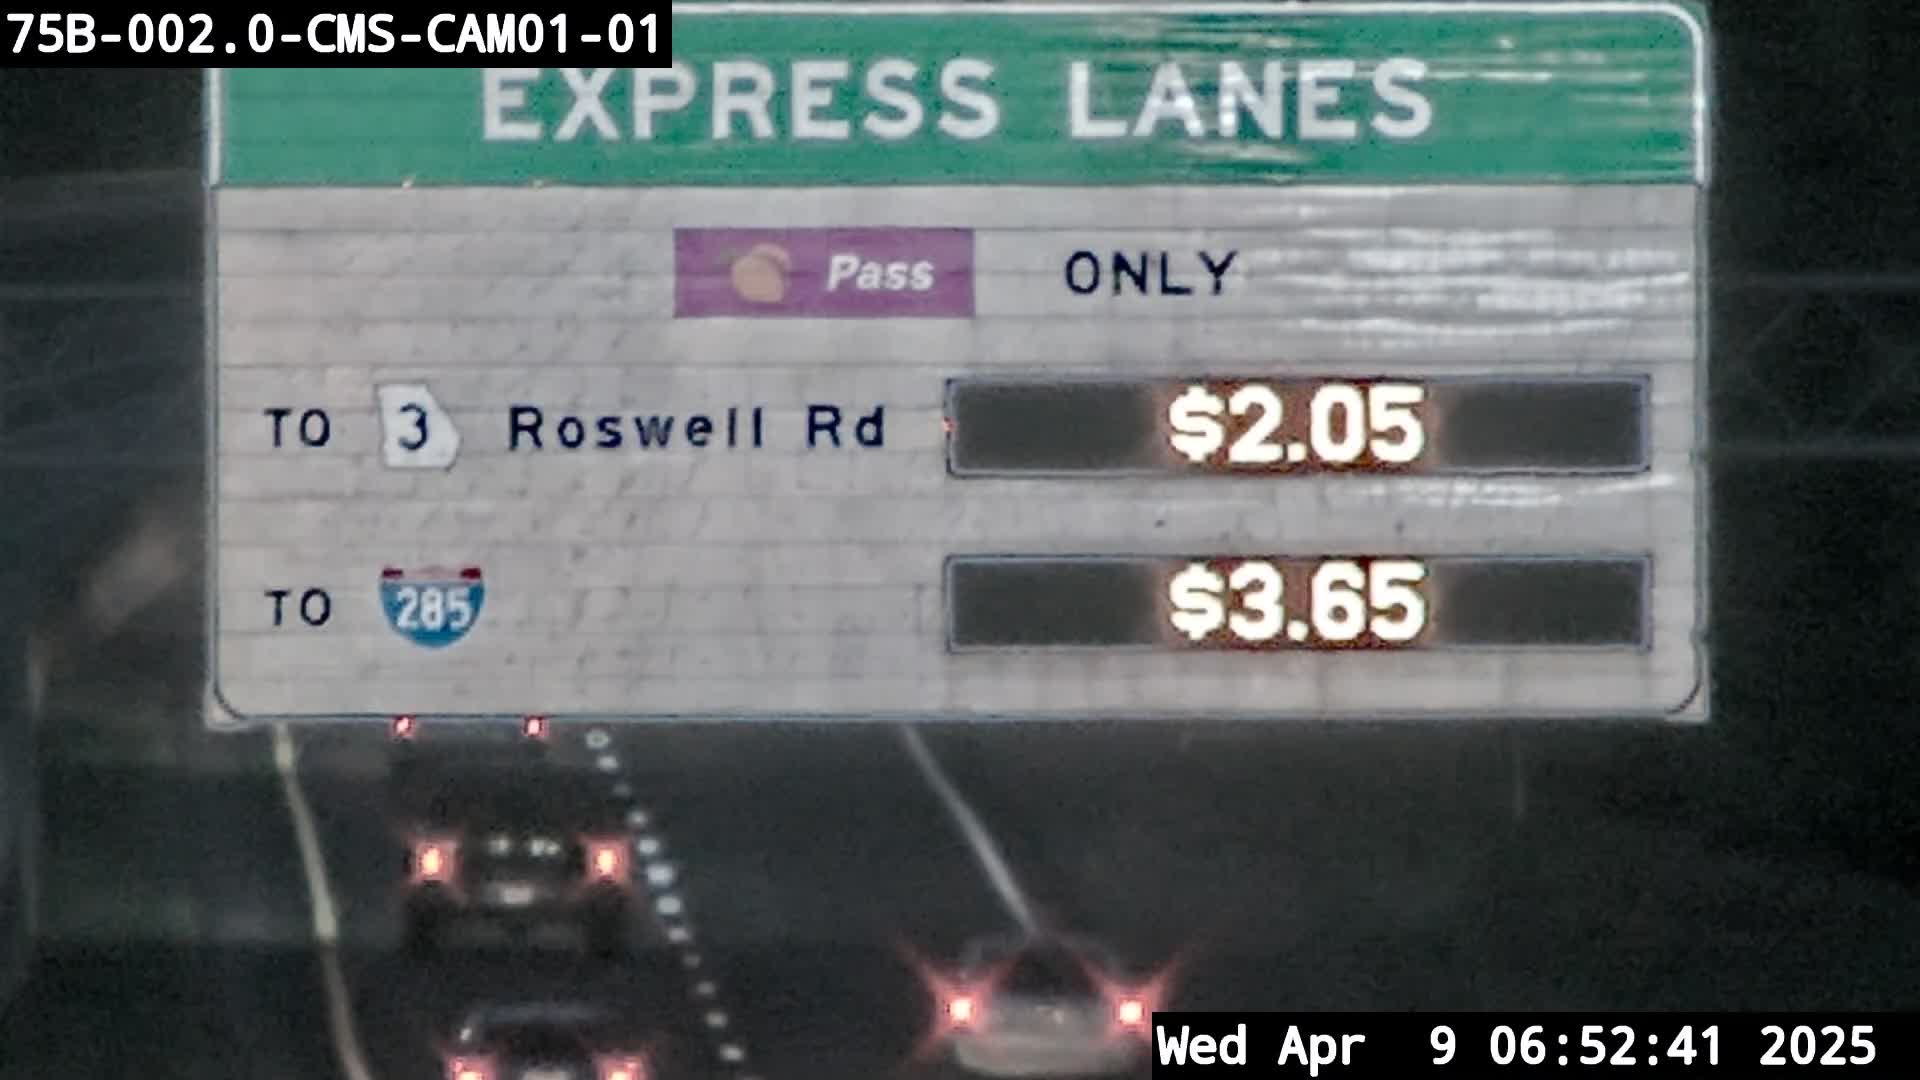 75B-002.0-CMS-CAM01-01
EXPRESS LANES
Pass ONLY
TO 3 Roswell Rd $2.05
TO 285 $3.65
Wed Apr 9 06:52:41 2025